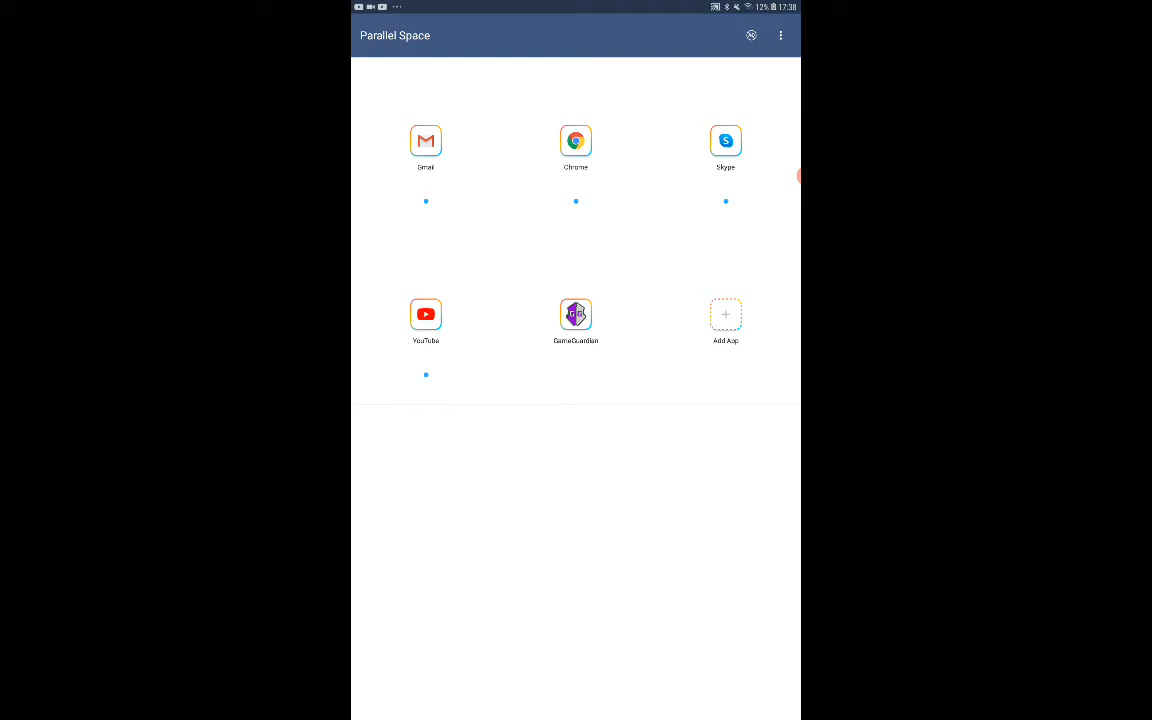 12% 17:38
Parallel Space
Gmail
Chrome
S
Skype
YouTube
G G
GameGuardian
Add App